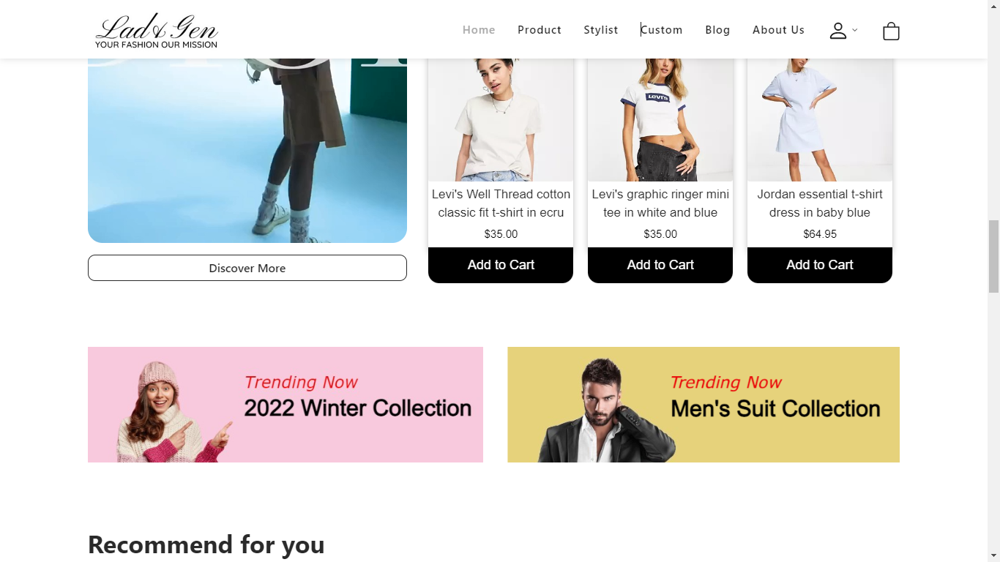 Lad & Gen
YOUR FASHION OUR MISSION
Home
Product
Stylist
Custom
Blog
About Us
LEVI'S
Levi's Well Thread cotton
classic fit t-shirt in ecru
$35.00
Add to Cart
Levi's graphic ringer mini
tee in white and blue
$35.00
Add to Cart
Jordan essential t-shirt
dress in baby blue
$64.95
Add to Cart
Discover More
Trending Now
2022 Winter Collection
Trending Now
Men's Suit Collection
Recommend for you